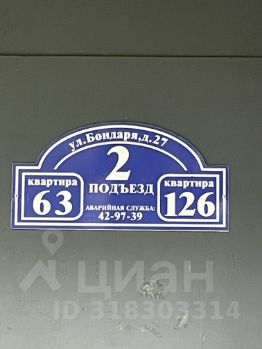 ул.Бондаря,д.27
2
ПОДЪЕЗД
квартира
63
квартира
126
АВАРИЙНАЯ СЛУЖБА:
42-97-39
циан
ID 318303314